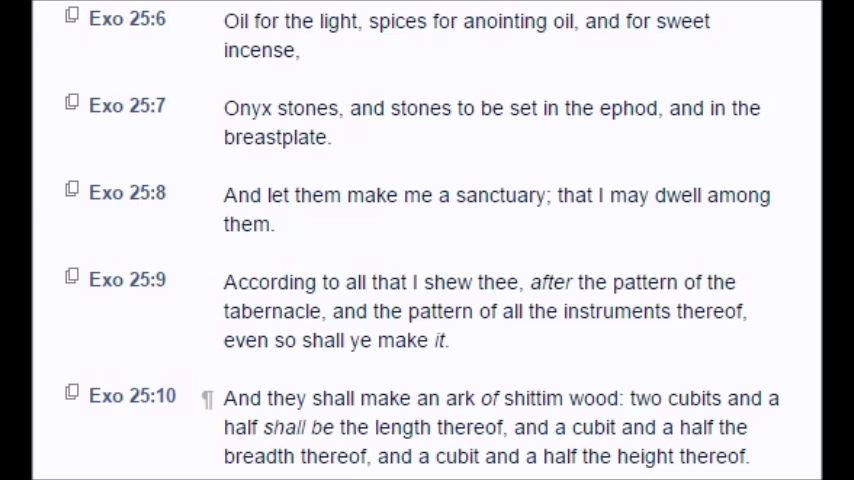 Exo 25:6 Oil for the light, spices for anointing oil, and for sweet
incense,
Exo 25:7 Onyx stones, and stones to be set in the ephod, and in the
breastplate.
Exo 25:8 And let them make me a sanctuary; that I may dwell among
them.
Exo 25:9 According to all that I shew thee, after the pattern of the
tabernacle, and the pattern of all the instruments thereof,
even so shall ye make it.
Exo 25:10 ¶ And they shall make an ark of shittim wood: two cubits and a
half shall be the length thereof, and a cubit and a half the
breadth thereof, and a cubit and a half the height thereof.